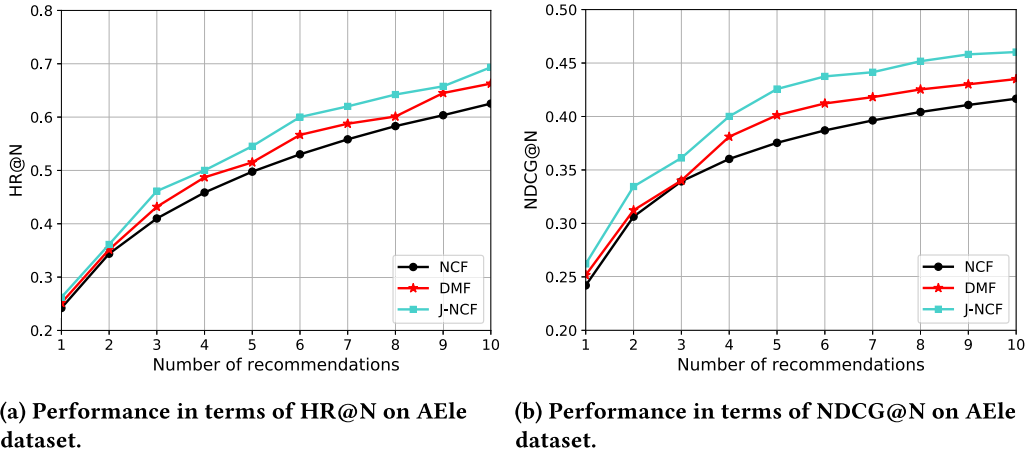 0.8
0.7
0.6
0.5
0.4
0.3
0.2
HR@N
1 2 3 4 5 6 7 8 9 10
Number of recommendations
NCF
DMF
J-NCF
(a) Performance in terms of HR@N on AEle
dataset.
0.50
0.45
0.40
0.35
0.30
0.25
0.20
NDCG@N
1 2 3 4 5 6 7 8 9 10
Number of recommendations
NCF
DMF
J-NCF
(b) Performance in terms of NDCG@N on AEle
dataset.